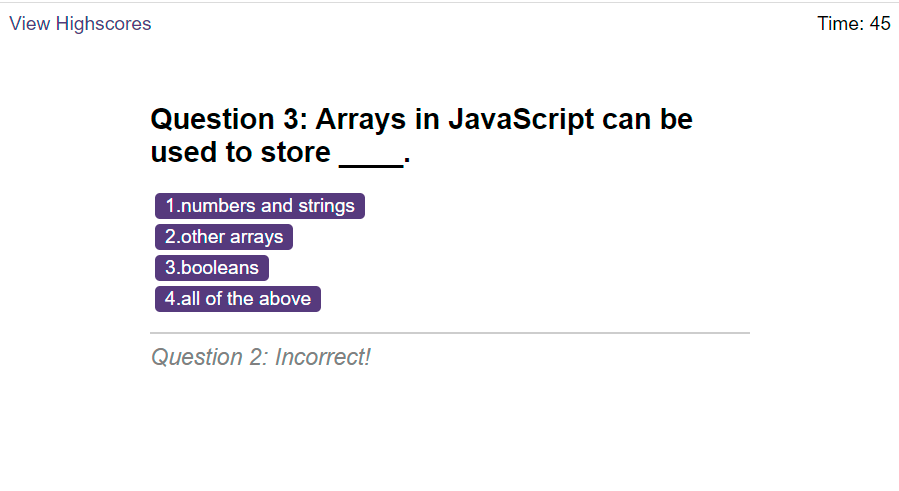 View Highscores
Time: 45
Question 3: Arrays in JavaScript can be
used to store ____.
1.numbers and strings
2.other arrays
3.booleans
4.all of the above
Question 2: Incorrect!